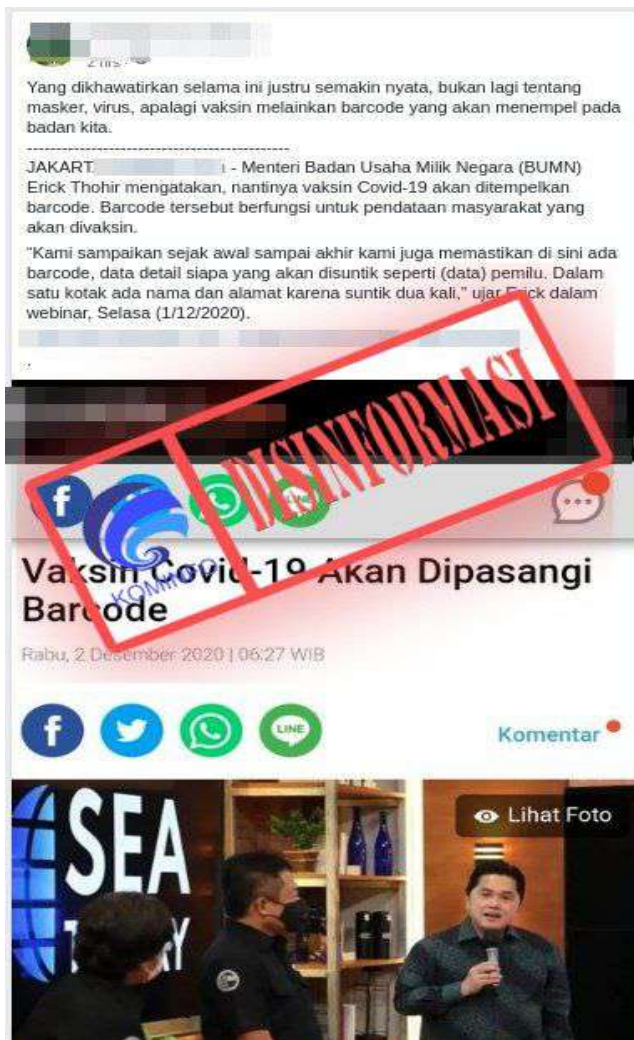 2 hrs ·
Yang dikhawatirkan selama ini justru semakin nyata, bukan lagi tentang
masker, virus, apalagi vaksin melainkan barcode yang akan menempel pada
badan kita.
--------------------------------------------
JAKART - Menteri Badan Usaha Milik Negara (BUMN)
Erick Thohir mengatakan, nantinya vaksin Covid-19 akan ditempelkan
barcode. Barcode tersebut berfungsi untuk pendataan masyarakat yang
akan divaksin.
"Kami sampaikan sejak awal sampai akhir kami juga memastikan di sini ada
barcode, data detail siapa yang akan disuntik seperti (data) pemilu. Dalam
satu kotak ada nama dan alamat karena suntik dua kali," ujar Erick dalam
webinar, Selasa (1/12/2020).
.
DISINFORMASI
KOMINFO
Vaksin Covid-19 Akan Dipasangi
Barcode
Rabu, 2 Desember 2020 | 06:27 WIB
LINE
Komentar
Lihat Foto
SEA
T RY